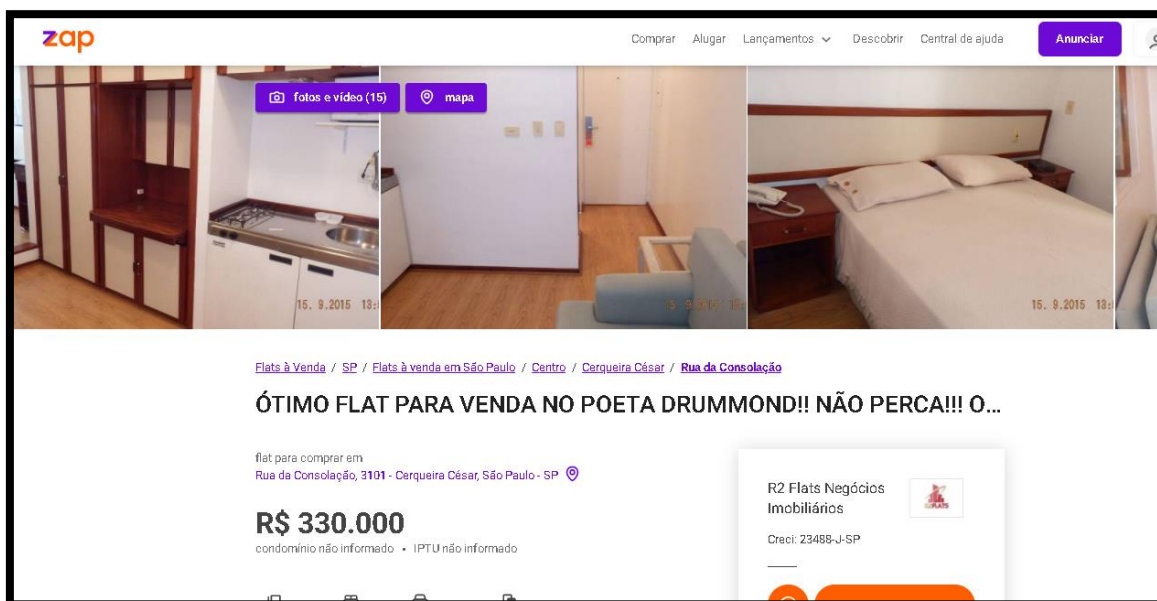 zap
Comprar Alugar Lançamentos Descobrir Central de ajuda Anunciar
fotos e vídeo (15) mapa
15. 9.2015 13:
15. 9.2015 13:
Flats à Venda / SP / Flats à venda em São Paulo / Centro / Cerqueira César / Rua da Consolação
ÓTIMO FLAT PARA VENDA NO POETA DRUMMOND!! NÃO PERCA!!! O...
flat para comprar em
Rua da Consolação, 3101 - Cerqueira César, São Paulo - SP
R$ 330.000
condomínio não informado • IPTU não informado
R2 Flats Negócios
Imobiliários
Creci: 23488-J-SP